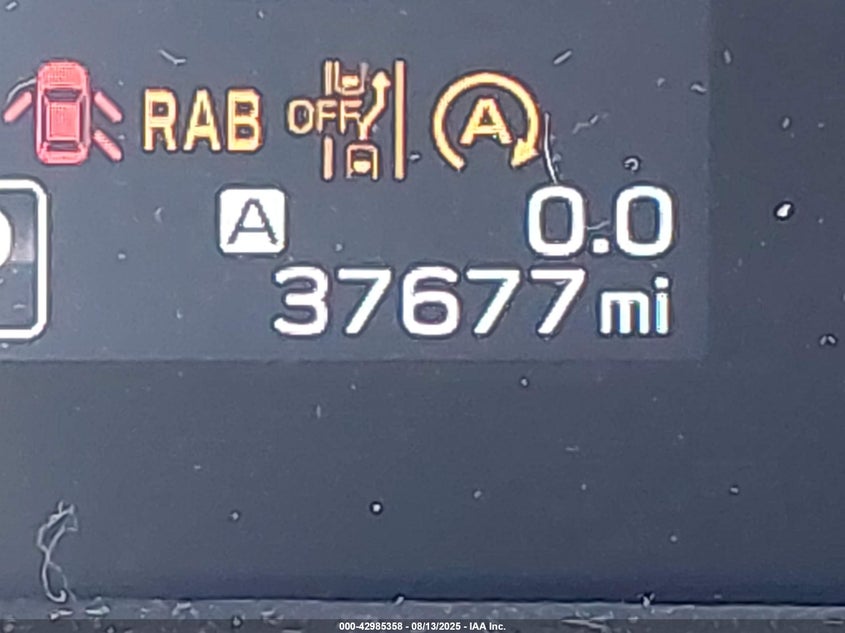 RAB OFF A
A 0.0
37677 mi
000-42985358 - 08/13/2025 - IAA Inc.